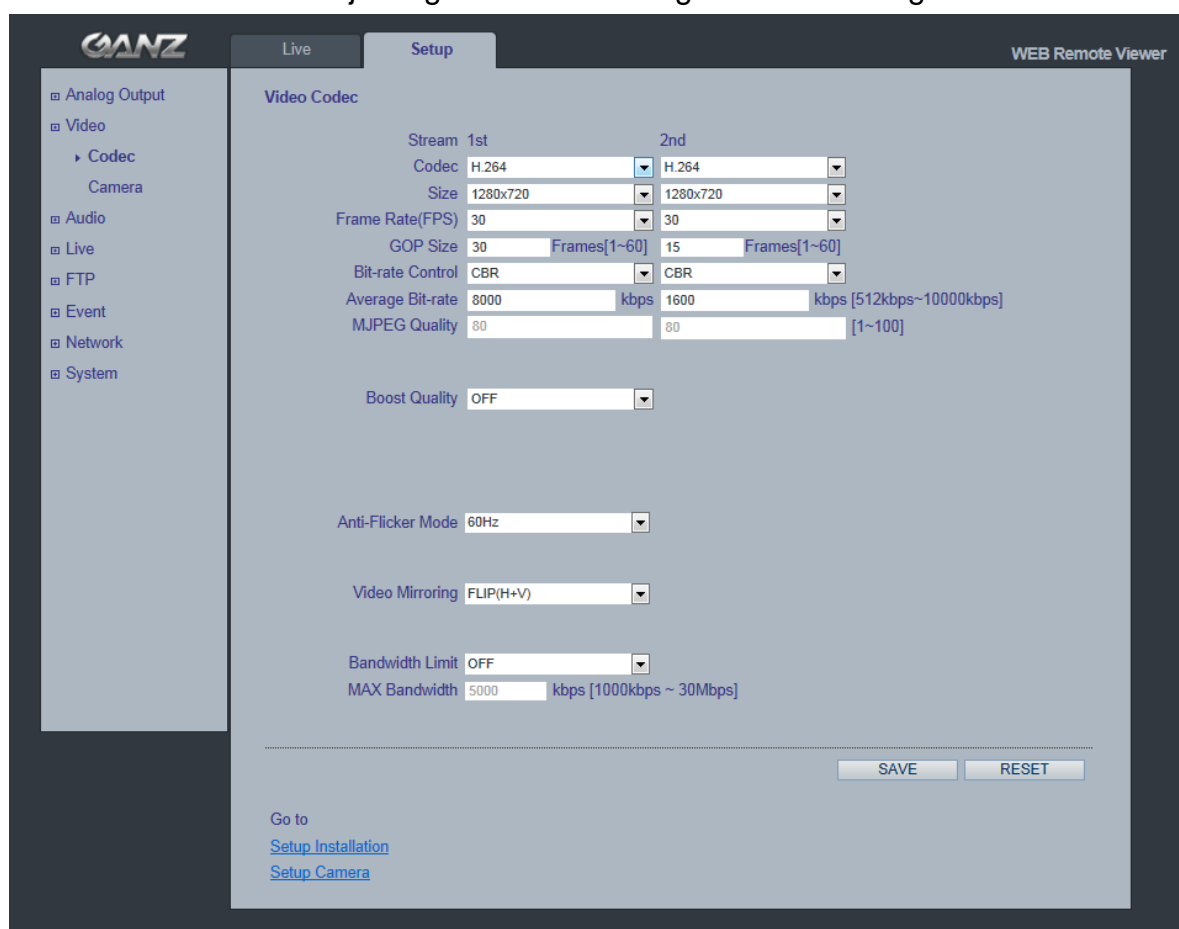 GANZ
Live
Setup
WEB Remote Viewer
Analog Output
Video
Codec
Camera
Audio
Live
FTP
Event
Network
System
Video Codec
Stream 1st 2nd
Codec H.264 H.264
Size 1280x720 1280x720
Frame Rate(FPS) 30 30
GOP Size 30 Frames[1~60] 15 Frames[1~60]
Bit-rate Control CBR CBR
Average Bit-rate 8000 kbps 1600 kbps [512kbps~10000kbps]
MJPEG Quality 80 80 [1~100]
Boost Quality OFF
Anti-Flicker Mode 60Hz
Video Mirroring FLIP(H+V)
Bandwidth Limit OFF
MAX Bandwidth 5000 kbps [1000kbps ~ 30Mbps]
SAVE RESET
Go to
Setup Installation
Setup Camera